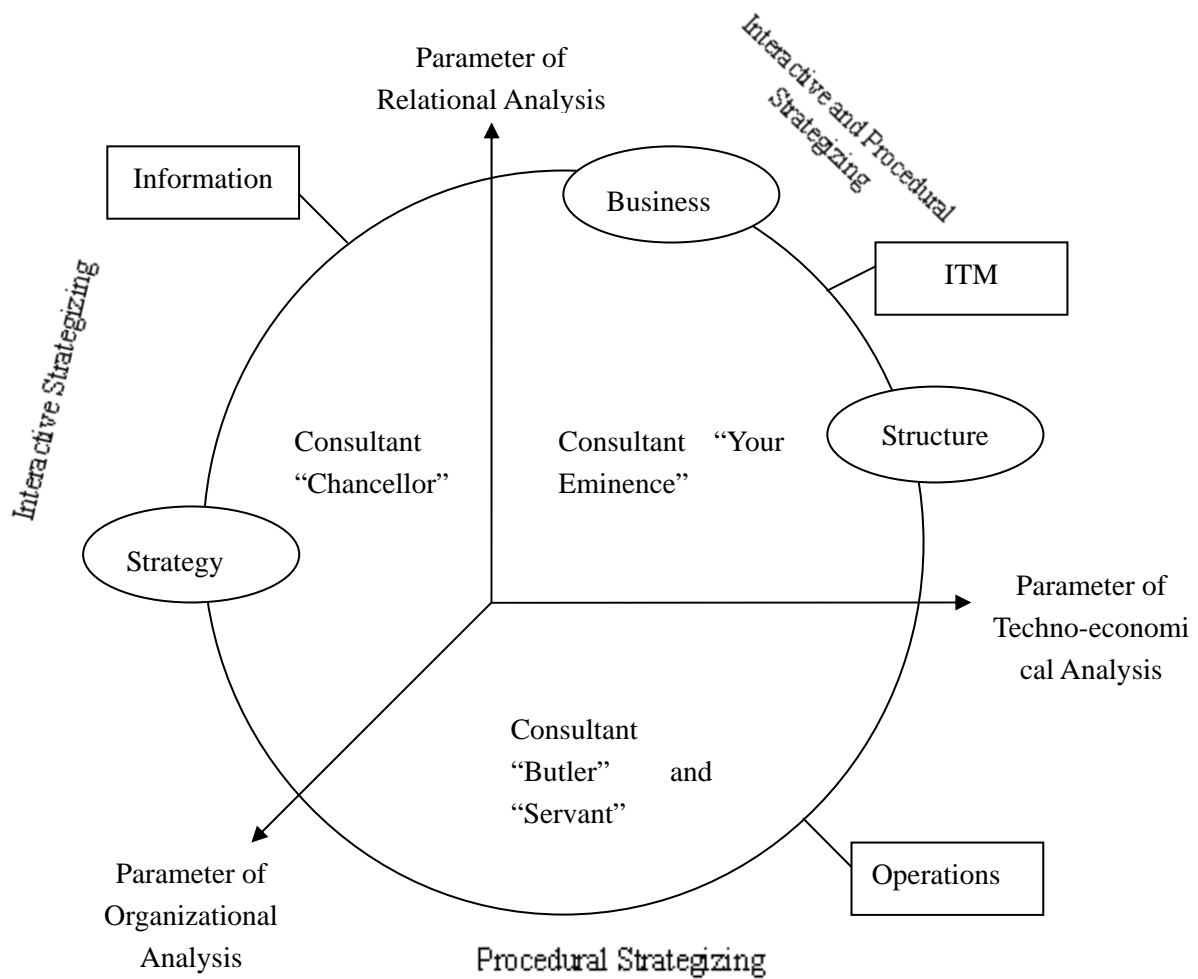 Parameter of
Relational Analysis
Interactive and Procedural
Strategizing
Information
Business
ITM
Interactive Strategizing
Consultant
“Chancellor”
Consultant “Your
Eminence”
Structure
Strategy
Parameter of
Techno-economi
cal Analysis
Consultant
“Butler” and
“Servant”
Operations
Parameter of
Organizational
Analysis
Procedural Strategizing